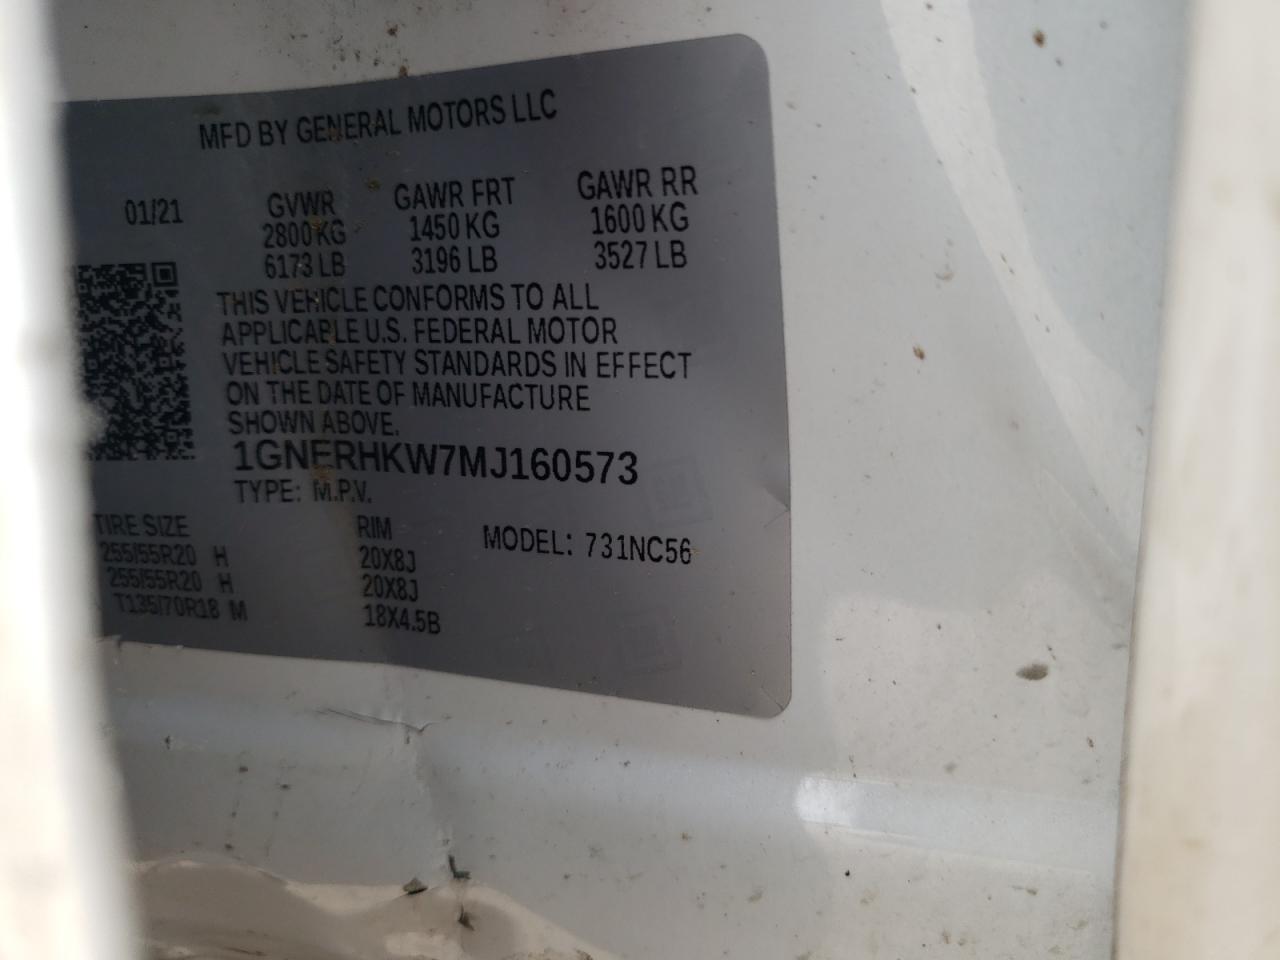 MFD BY GENERAL MOTORS LLC
01/21 GVWR GAWR FRT GAWR RR
2800 KG 1450 KG 1600 KG
6173 LB 3196 LB 3527 LB
THIS VEHICLE CONFORMS TO ALL
APPLICABLE U.S. FEDERAL MOTOR
VEHICLE SAFETY STANDARDS IN EFFECT
ON THE DATE OF MANUFACTURE
SHOWN ABOVE.
1GNERHKW7MJ160573
TYPE: M.P.V.
TIRE SIZE RIM MODEL: 731NC56
255/55R20 H 20X8J
255/55R20 H 20X8J
T135/70R18 M 18X4.5B